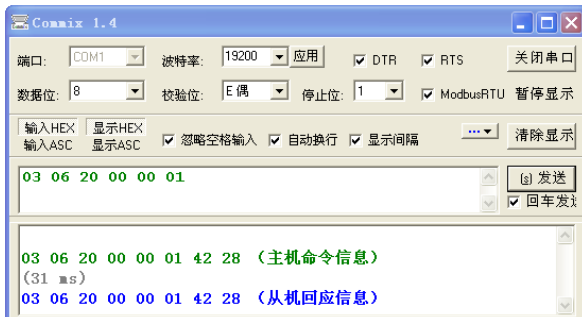 Commix 1.4
端口: COM1 波特率: 19200 应用 DTR RTS 关闭串口
数据位: 8 校验位: E 偶 停止位: 1 ModbusRTU 暂停显示
输入HEX 显示HEX
输入ASC 显示ASC 忽略空格输入 自动换行 显示间隔 ... 清除显示
03 06 20 00 00 01 [s] 发送
回车发
03 06 20 00 00 01 42 28 (主机命令信息)
(31 ms)
03 06 20 00 00 01 42 28 (从机回应信息)